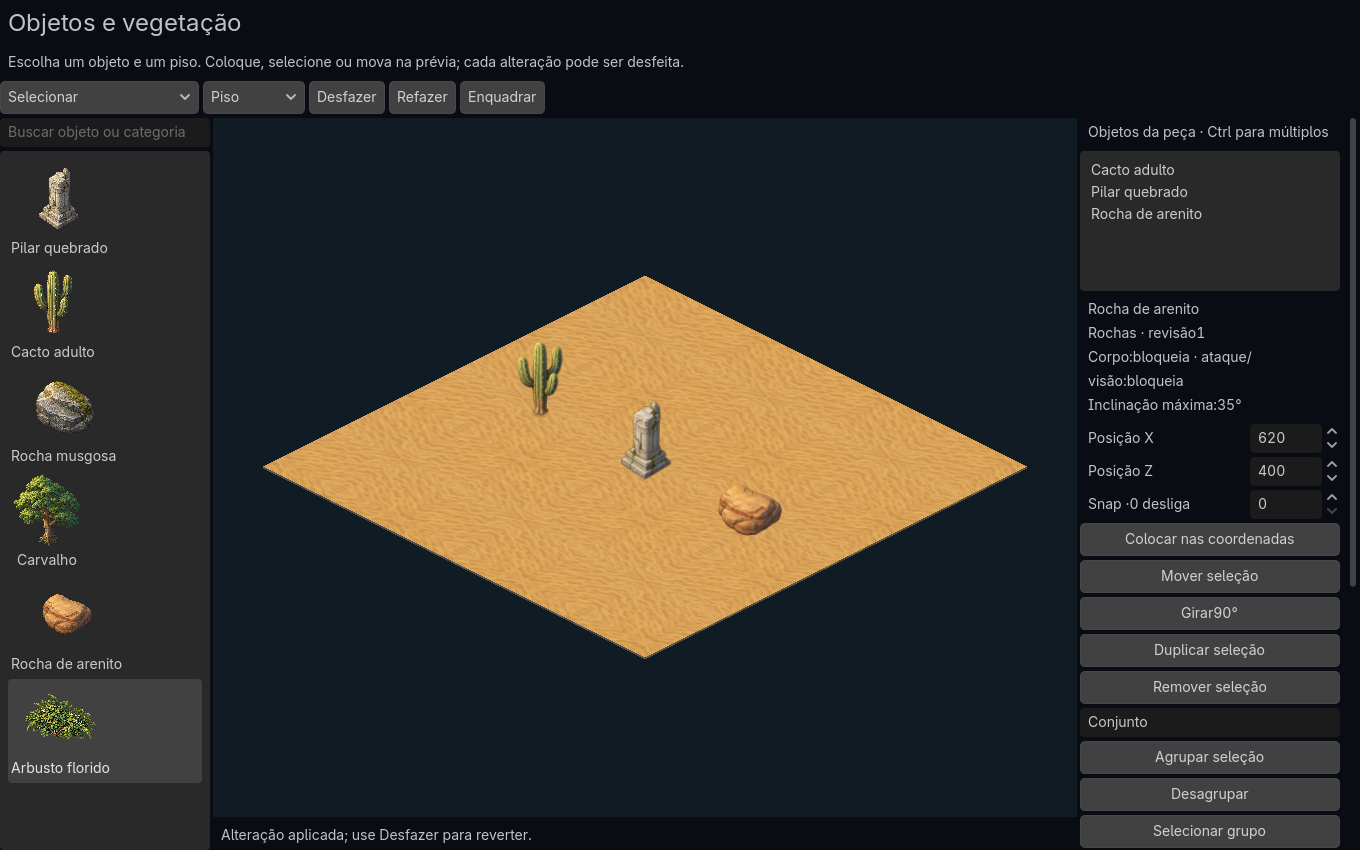 Objetos e vegetação
Escolha um objeto e um piso. Coloque, selecione ou mova na prévia; cada alteração pode ser desfeita.
Selecionar
Piso
Desfazer
Refazer
Enquadrar
Buscar objeto ou categoria
Pilar quebrado
Cacto adulto
Rocha musgosa
Carvalho
Rocha de arenito
Arbusto florido
Alteração aplicada; use Desfazer para reverter.
Objetos da peça · Ctrl para múltiplos
Cacto adulto
Pilar quebrado
Rocha de arenito
Rocha de arenito
Rochas · revisão1
Corpo:bloqueia · ataque/
visão:bloqueia
Inclinação máxima:35°
Posição X 620
Posição Z 400
Snap ·0 desliga 0
Colocar nas coordenadas
Mover seleção
Girar90°
Duplicar seleção
Remover seleção
Conjunto
Agrupar seleção
Desagrupar
Selecionar grupo